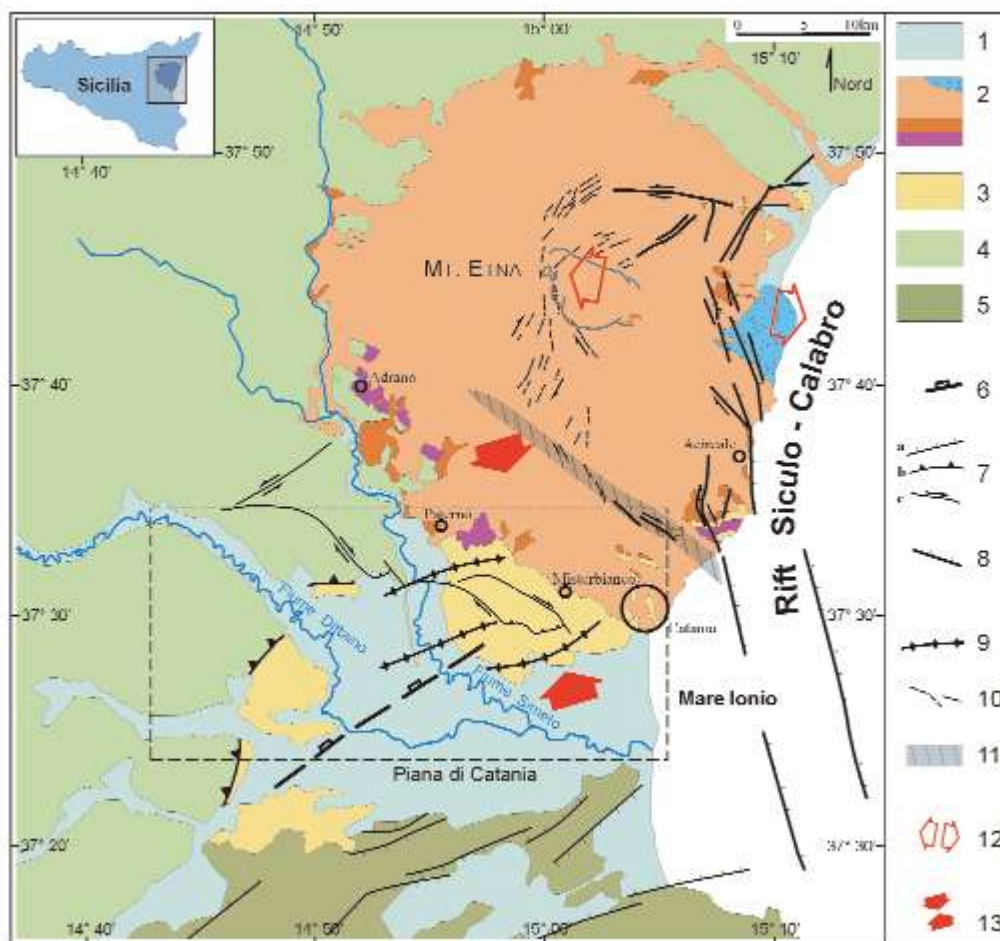 14° 50'
15° 00'
0 5 10km
15° 10'
Nord
Sicilia
37° 50'
14° 40'
37° 50'
MT. ETNA
37° 40'
37° 40'
Adrano
Acireale
Rift Siculo - Calabro
Paternò
Misterbianco
37° 30'
37° 30'
Catania
Fiume Dittaino
Fiume Simeto
Mare Ionio
Piana di Catania
37° 20'
37° 30'
14° 40'
14° 50'
15° 00'
15° 10'
1
2
3
4
5
6
a
b
c
7
8
9
10
11
12
13